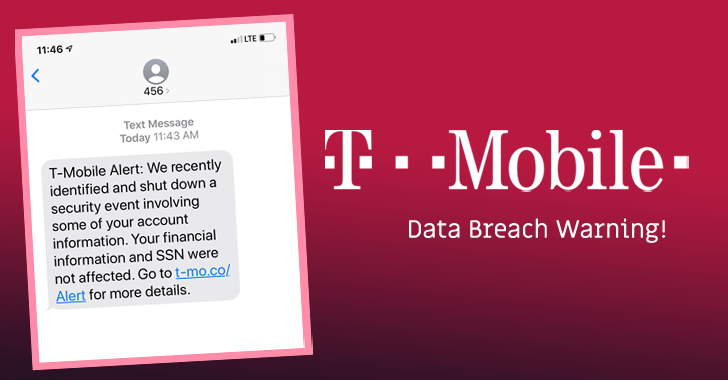 11:46
LTE
456
Text Message
Today 11:43 AM
T-Mobile Alert: We recently
identified and shut down a
security event involving
some of your account
information. Your financial
information and SSN were
not affected. Go to t-mo.co/
Alert for more details.
T··Mobile·
Data Breach Warning!